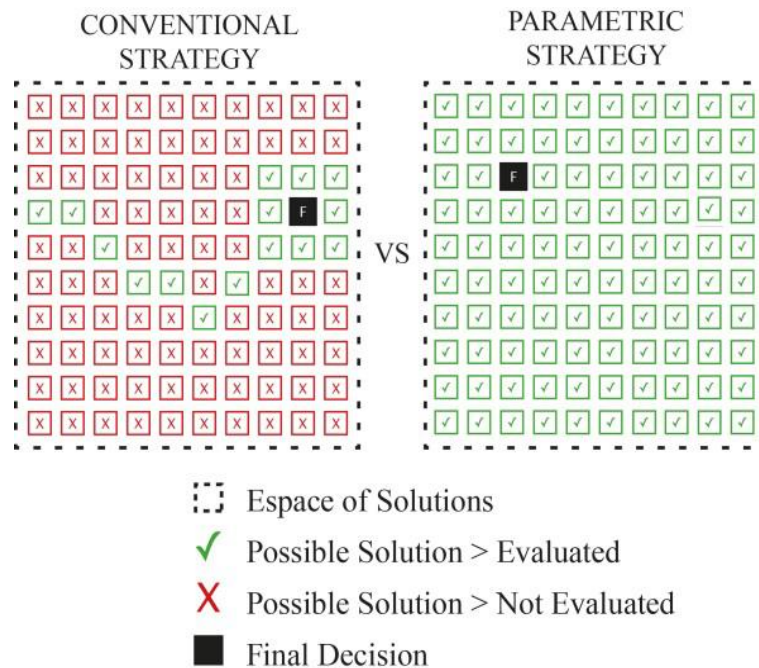 CONVENTIONAL
STRATEGY
X X X X X X X X X X
X X X X X X X X X X
X X X X X X X ✓ ✓ ✓
✓ ✓ X X X X X ✓ F ✓
X X ✓ X X X X ✓ ✓ ✓
X X X ✓ ✓ X ✓ X X X
X X X X X ✓ X X X X
X X X X X X X X X X
X X X X X X X X X X
X X X X X X X X X X
VS
PARAMETRIC
STRATEGY
✓ ✓ ✓ ✓ ✓ ✓ ✓ ✓ ✓ ✓
✓ ✓ ✓ ✓ ✓ ✓ ✓ ✓ ✓ ✓
✓ ✓ F ✓ ✓ ✓ ✓ ✓ ✓ ✓
✓ ✓ ✓ ✓ ✓ ✓ ✓ ✓ ✓ ✓
✓ ✓ ✓ ✓ ✓ ✓ ✓ ✓ ✓ ✓
✓ ✓ ✓ ✓ ✓ ✓ ✓ ✓ ✓ ✓
✓ ✓ ✓ ✓ ✓ ✓ ✓ ✓ ✓ ✓
✓ ✓ ✓ ✓ ✓ ✓ ✓ ✓ ✓ ✓
✓ ✓ ✓ ✓ ✓ ✓ ✓ ✓ ✓ ✓
✓ ✓ ✓ ✓ ✓ ✓ ✓ ✓ ✓ ✓
Espace of Solutions
✓ Possible Solution > Evaluated
X Possible Solution > Not Evaluated
Final Decision